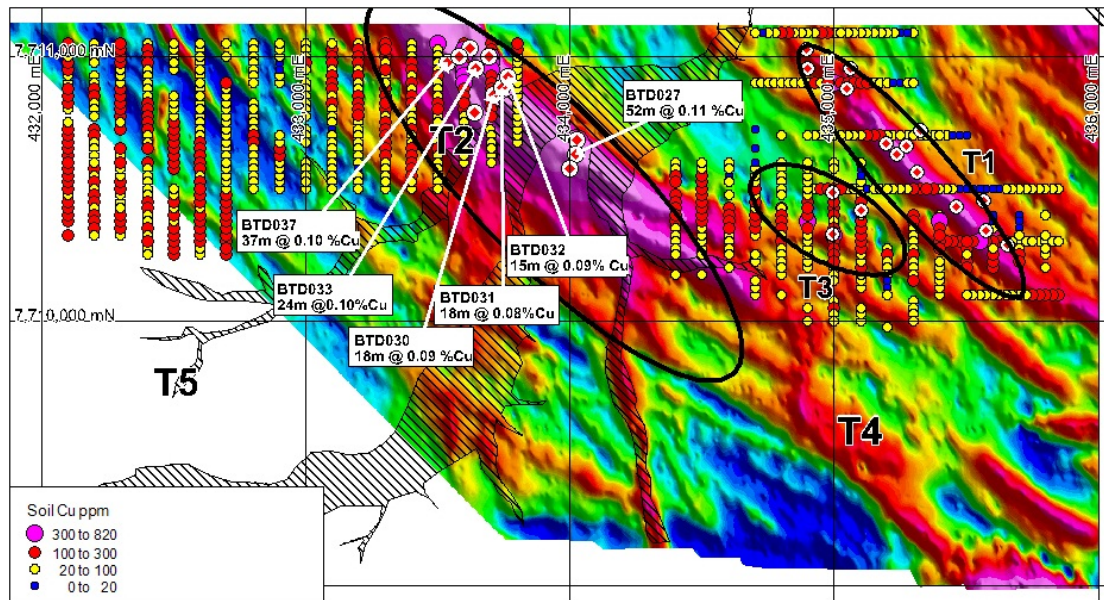 7,711,000 mN
432,000 mE
433,000 mE
434,000 mE
435,000 mE
436,000 mE
BTD027
52m @ 0.11 %Cu
T2
T1
BTD037
37m @ 0.10 %Cu
BTD032
15m @ 0.09% Cu
BTD033
24m @0.10%Cu
BTD031
18m @ 0.08%Cu
T3
7,710,000 mN
BTD030
18m @ 0.09 %Cu
T5
T4
Soil Cu ppm
300 to 820
100 to 300
20 to 100
0 to 20